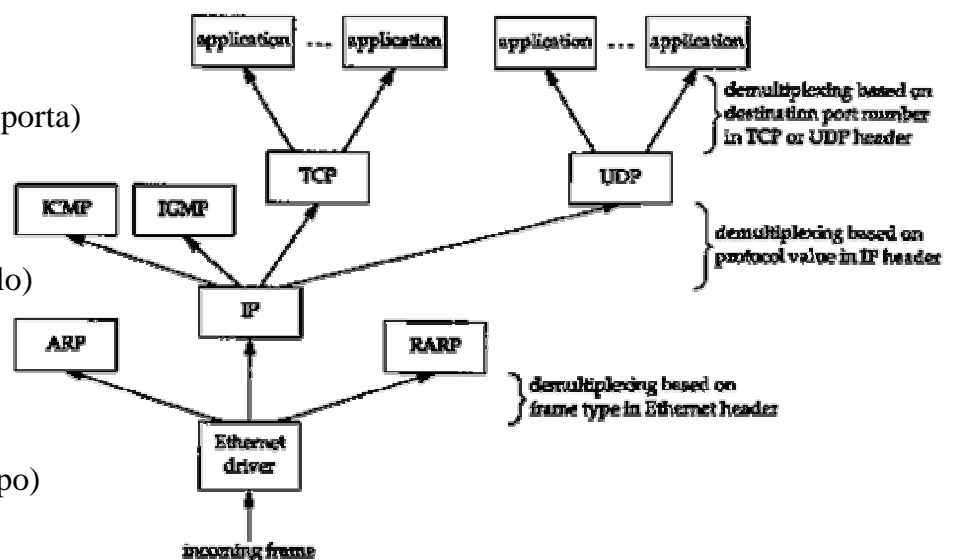 application ... application
application ... application
demultiplexing based on
destination port number
in TCP or UDP header
porta)
TCP
UDP
ICMP
IGMP
demultiplexing based on
protocol value in IP header
lo)
IP
ARP
RARP
demultiplexing based on
frame type in Ethernet header
Ethernet
driver
po)
incoming frame